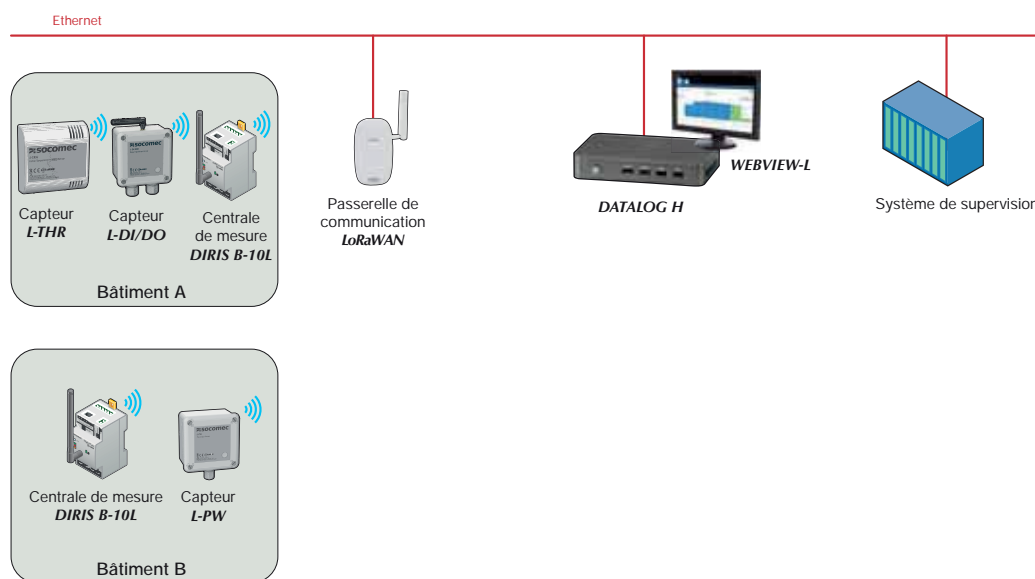 Ethernet
socomec
socomec
Capteur
L-THR
Capteur
L-DI/DO
Centrale
de mesure
DIRIS B-10L
Bâtiment A
Passerelle de
communication
LoRaWAN
DATALOG H
WEBVIEW-L
Système de supervision
socomec
Centrale de mesure
DIRIS B-10L
Capteur
L-PW
Bâtiment B